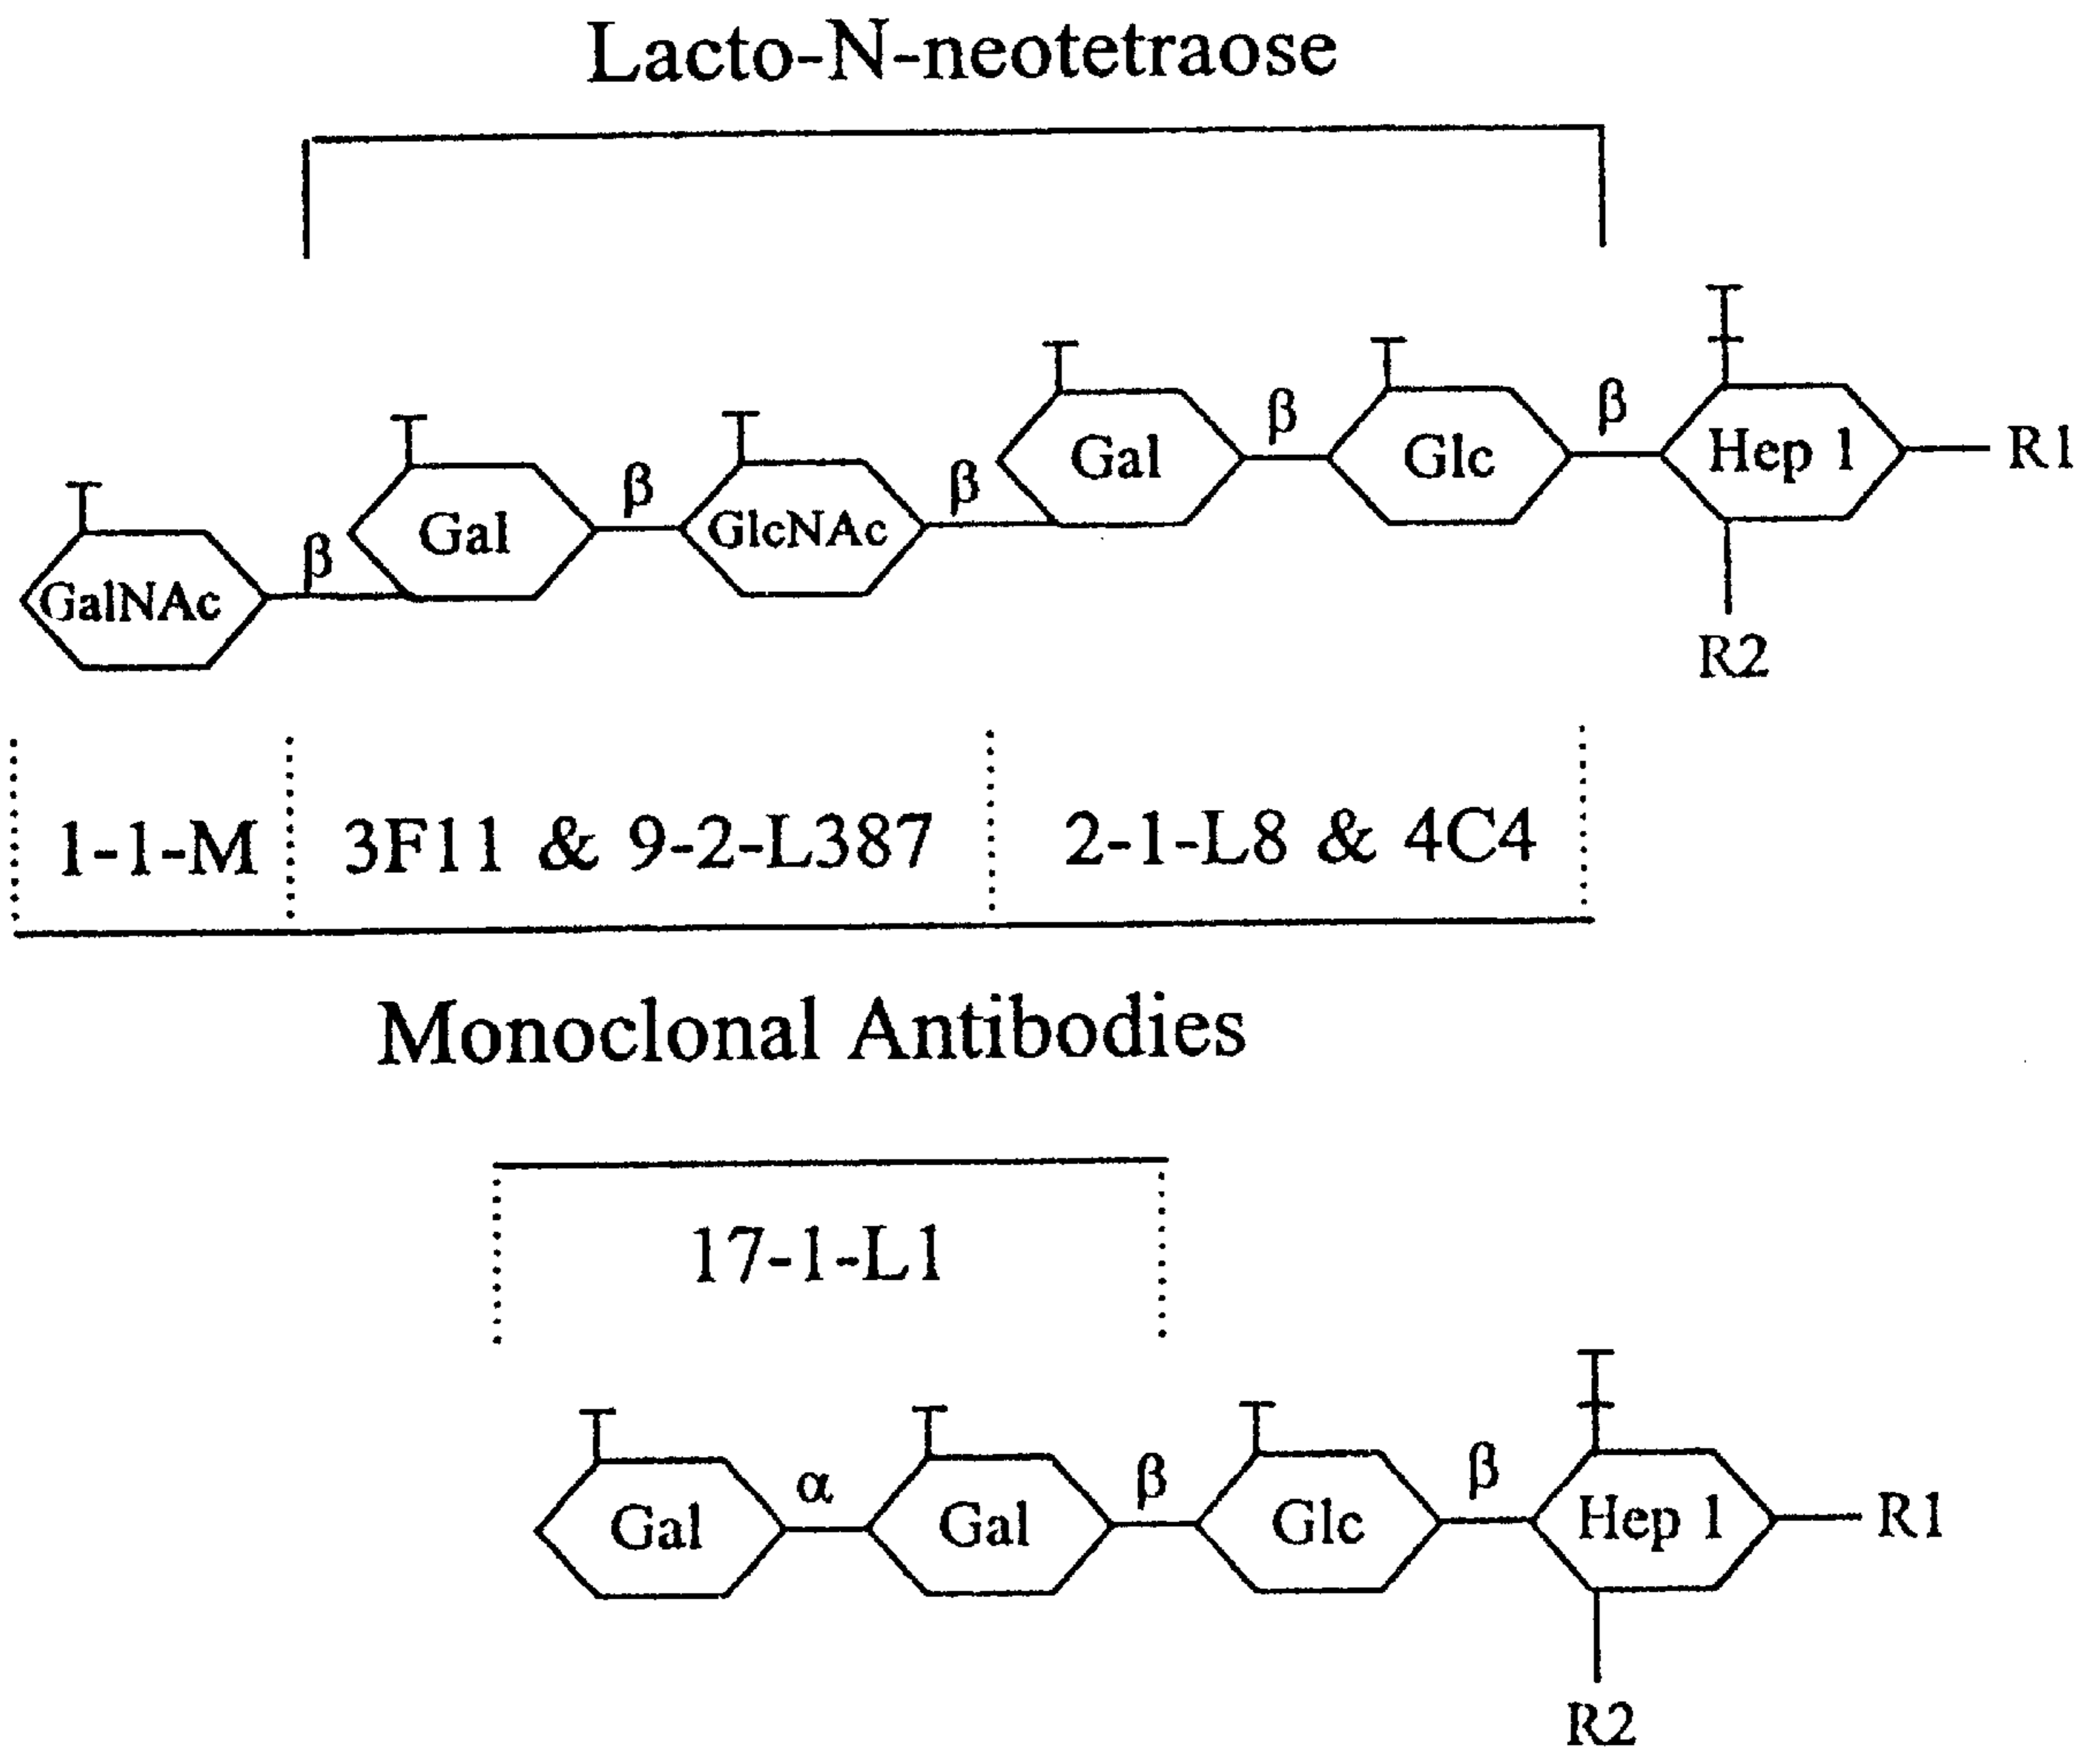 Lacto-N-neotetraose
GalNAc β Gal β GlcNAc β Gal β Glc β Hep 1 R1
R2
1-1-M 3F11 & 9-2-L387 2-1-L8 & 4C4
Monoclonal Antibodies
17-1-L1
Gal α Gal β Glc β Hep 1 R1
R2